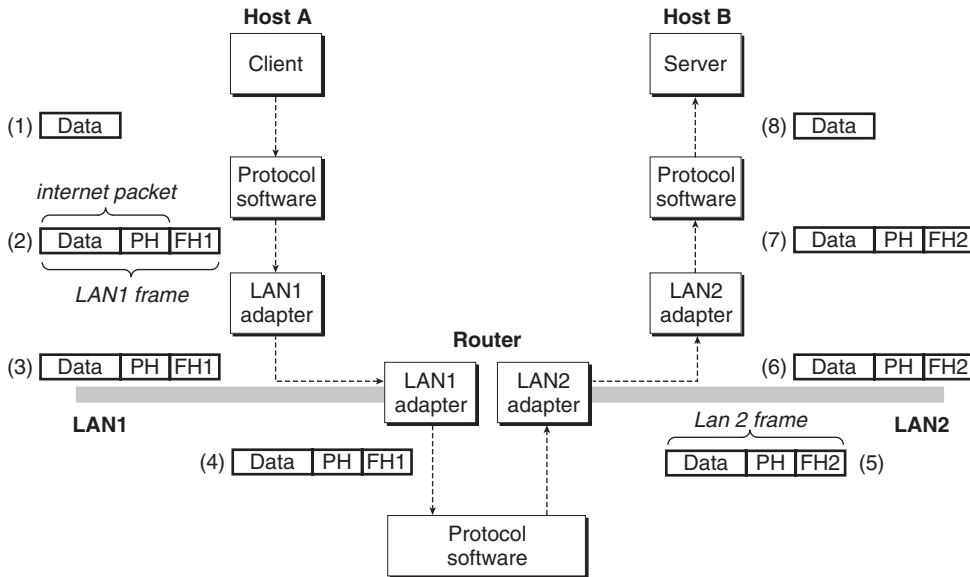 Host A
Host B
Client
Server
(1) Data
(8) Data
Protocol
software
Protocol
software
internet packet
(2) Data PH FH1
(7) Data PH FH2
LAN1 frame
LAN1
adapter
LAN2
adapter
Router
(3) Data PH FH1
(6) Data PH FH2
LAN1
adapter
LAN2
adapter
LAN1
Lan 2 frame
LAN2
(4) Data PH FH1
Data PH FH2 (5)
Protocol
software